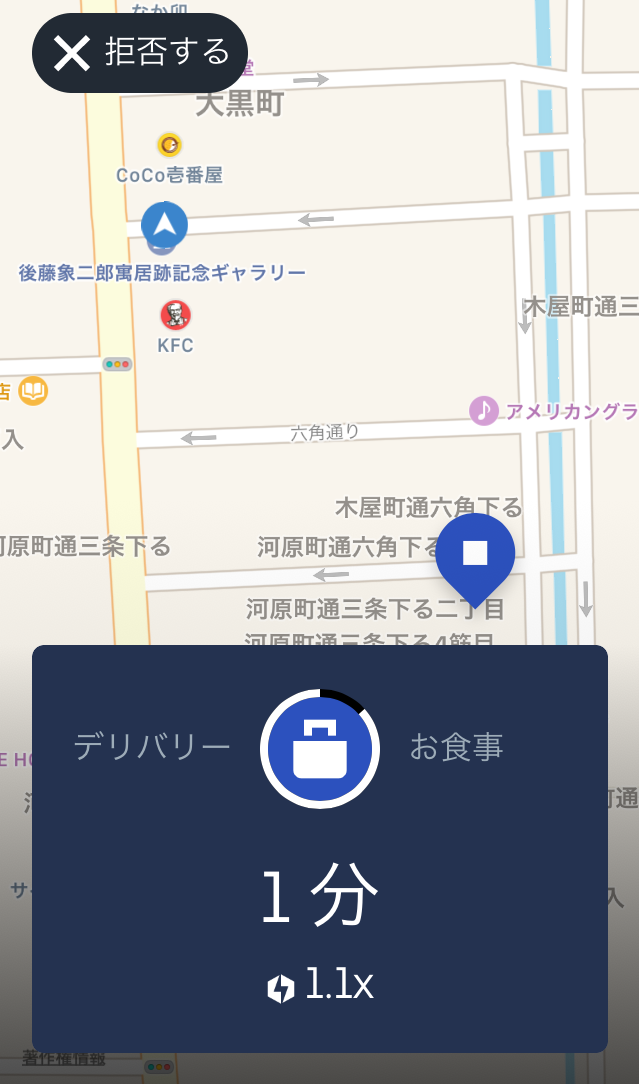 なか卯
拒否する
堂
大黒町
CoCo壱番屋
後藤象二郎寓居跡記念ギャラリー
木屋町通三
KFC
店
アメリカングラ
入
六角通り
木屋町通六角下る
河原町通三条下る
河原町通六角下る
河原町通三条下る二丁目
河原町通三条下る4筋目
デリバリー
お食事
町通
1 分
サ
入
1.1x
著作権情報